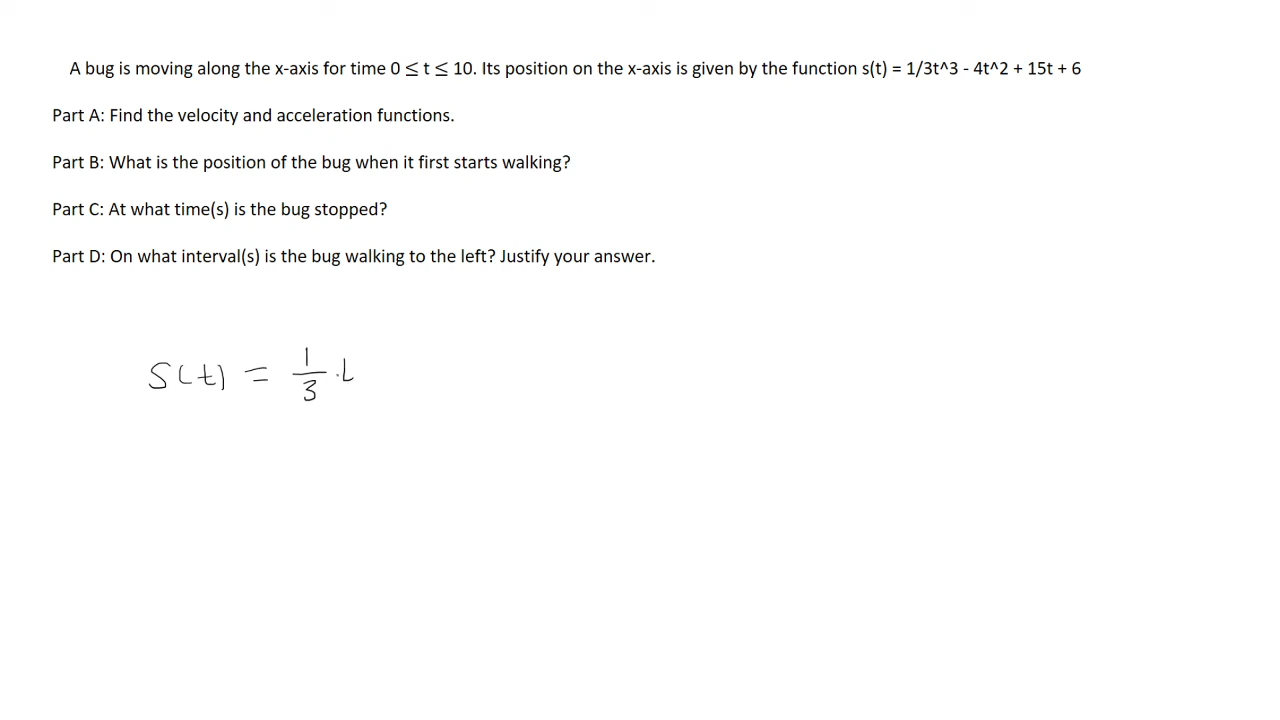 A bug is moving along the x-axis for time 0 ≤ t ≤ 10. Its position on the x-axis is given by the function s(t) = 1/3t^3 - 4t^2 + 15t + 6
Part A: Find the velocity and acceleration functions.
Part B: What is the position of the bug when it first starts walking?
Part C: At what time(s) is the bug stopped?
Part D: On what interval(s) is the bug walking to the left? Justify your answer.
S(t) = 1/3 ·